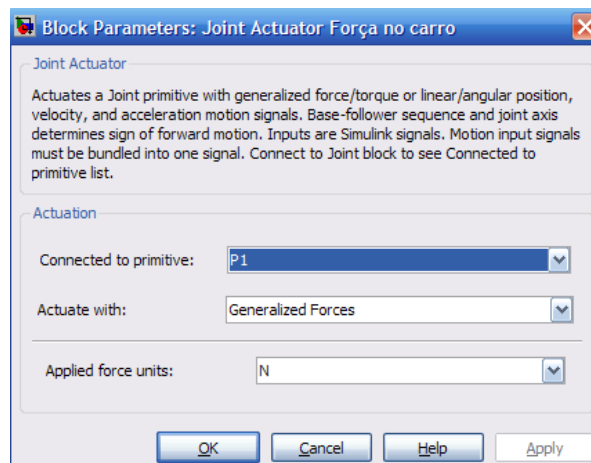 Block Parameters: Joint Actuator Força no carro
Joint Actuator
Actuates a Joint primitive with generalized force/torque or linear/angular position,
velocity, and acceleration motion signals. Base-follower sequence and joint axis
determines sign of forward motion. Inputs are Simulink signals. Motion input signals
must be bundled into one signal. Connect to Joint block to see Connected to
primitive list.
Actuation
Connected to primitive: P1
Actuate with: Generalized Forces
Applied force units: N
OK Cancel Help Apply